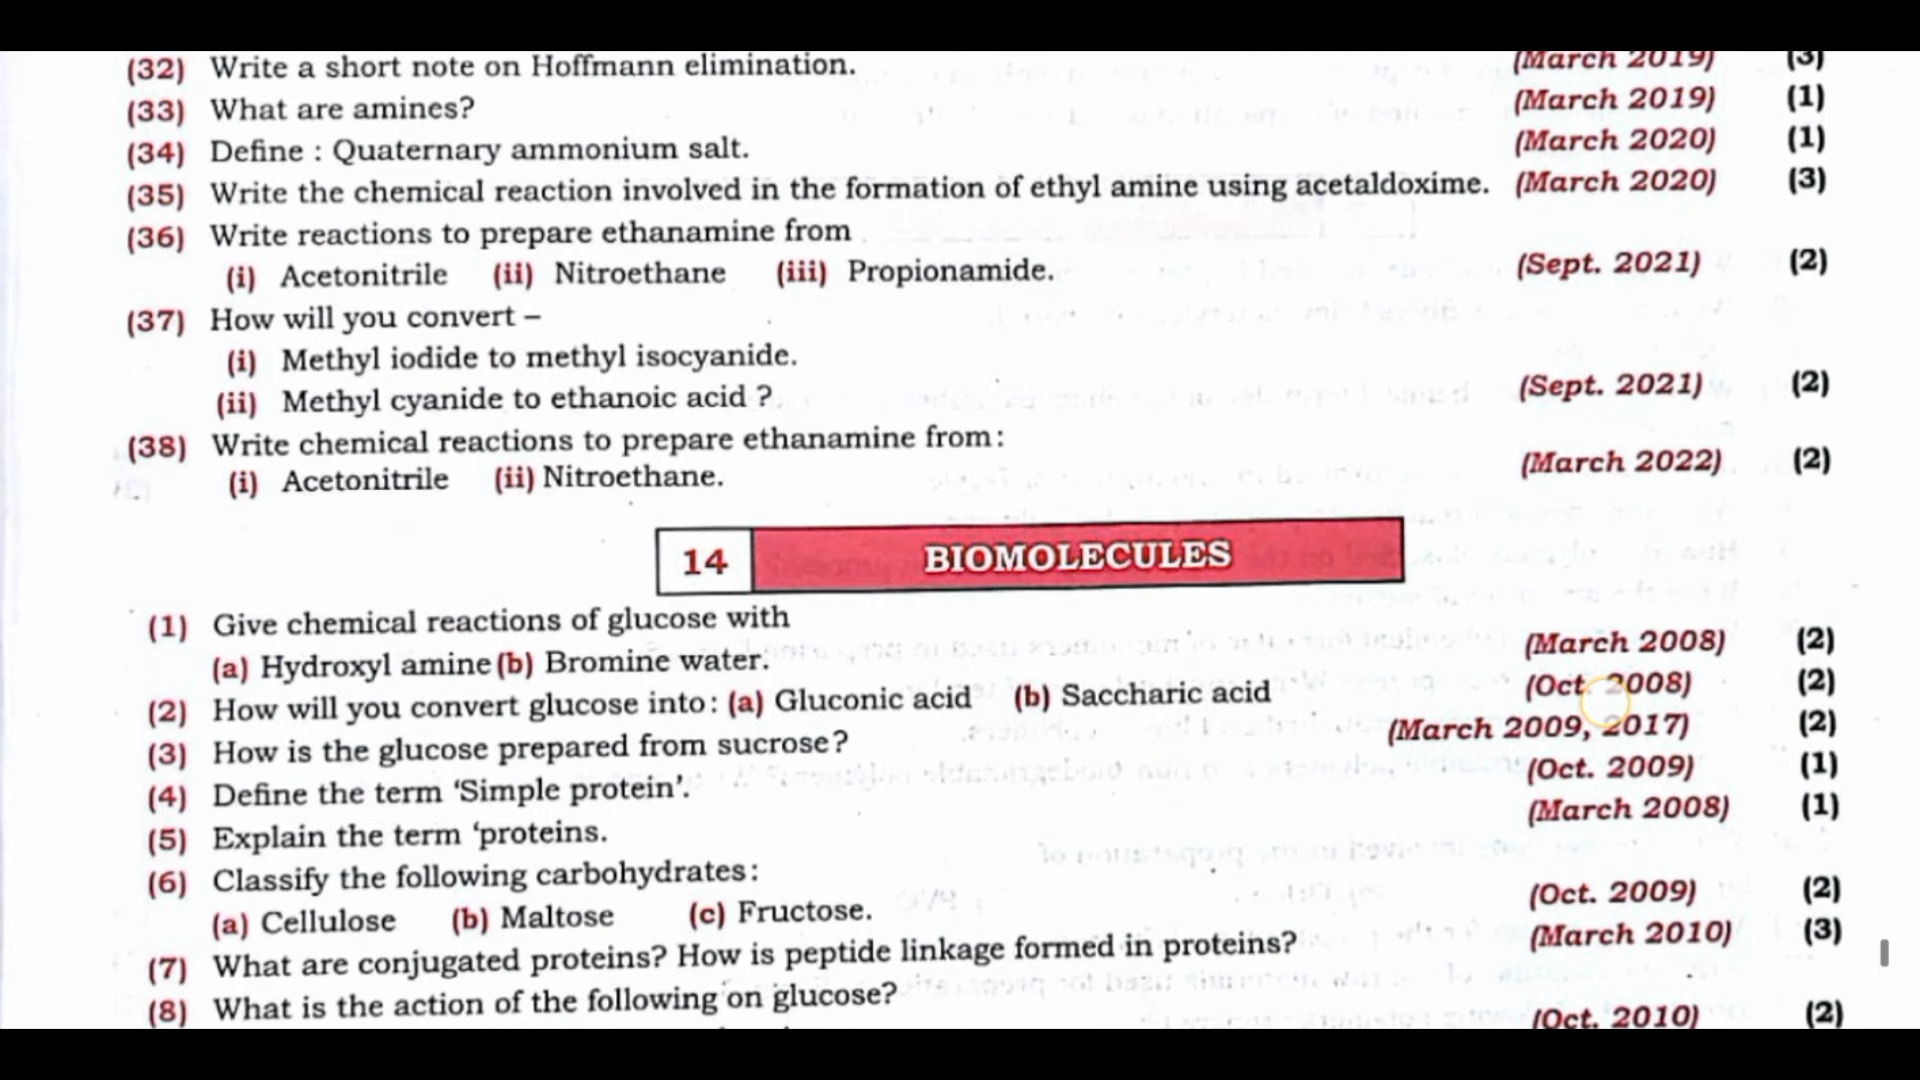 (32) Write a short note on Hoffmann elimination. (March 2019) (3)
(33) What are amines? (March 2019) (1)
(34) Define : Quaternary ammonium salt. (March 2020) (1)
(35) Write the chemical reaction involved in the formation of ethyl amine using acetaldoxime. (March 2020) (3)
(36) Write reactions to prepare ethanamine from
(i) Acetonitrile (ii) Nitroethane (iii) Propionamide. (Sept. 2021) (2)
(37) How will you convert –
(i) Methyl iodide to methyl isocyanide.
(ii) Methyl cyanide to ethanoic acid ? (Sept. 2021) (2)
(38) Write chemical reactions to prepare ethanamine from:
(i) Acetonitrile (ii) Nitroethane. (March 2022) (2)
14 BIOMOLECULES
(1) Give chemical reactions of glucose with
(a) Hydroxyl amine (b) Bromine water. (March 2008) (2)
(2) How will you convert glucose into: (a) Gluconic acid (b) Saccharic acid (Oct. 2008) (2)
(3) How is the glucose prepared from sucrose? (March 2009, 2017) (2)
(4) Define the term ‘Simple protein’. (Oct. 2009) (1)
(5) Explain the term ‘proteins. (March 2008) (1)
(6) Classify the following carbohydrates:
(a) Cellulose (b) Maltose (c) Fructose. (Oct. 2009) (2)
(7) What are conjugated proteins? How is peptide linkage formed in proteins? (March 2010) (3)
(8) What is the action of the following on glucose? (Oct. 2010) (2)